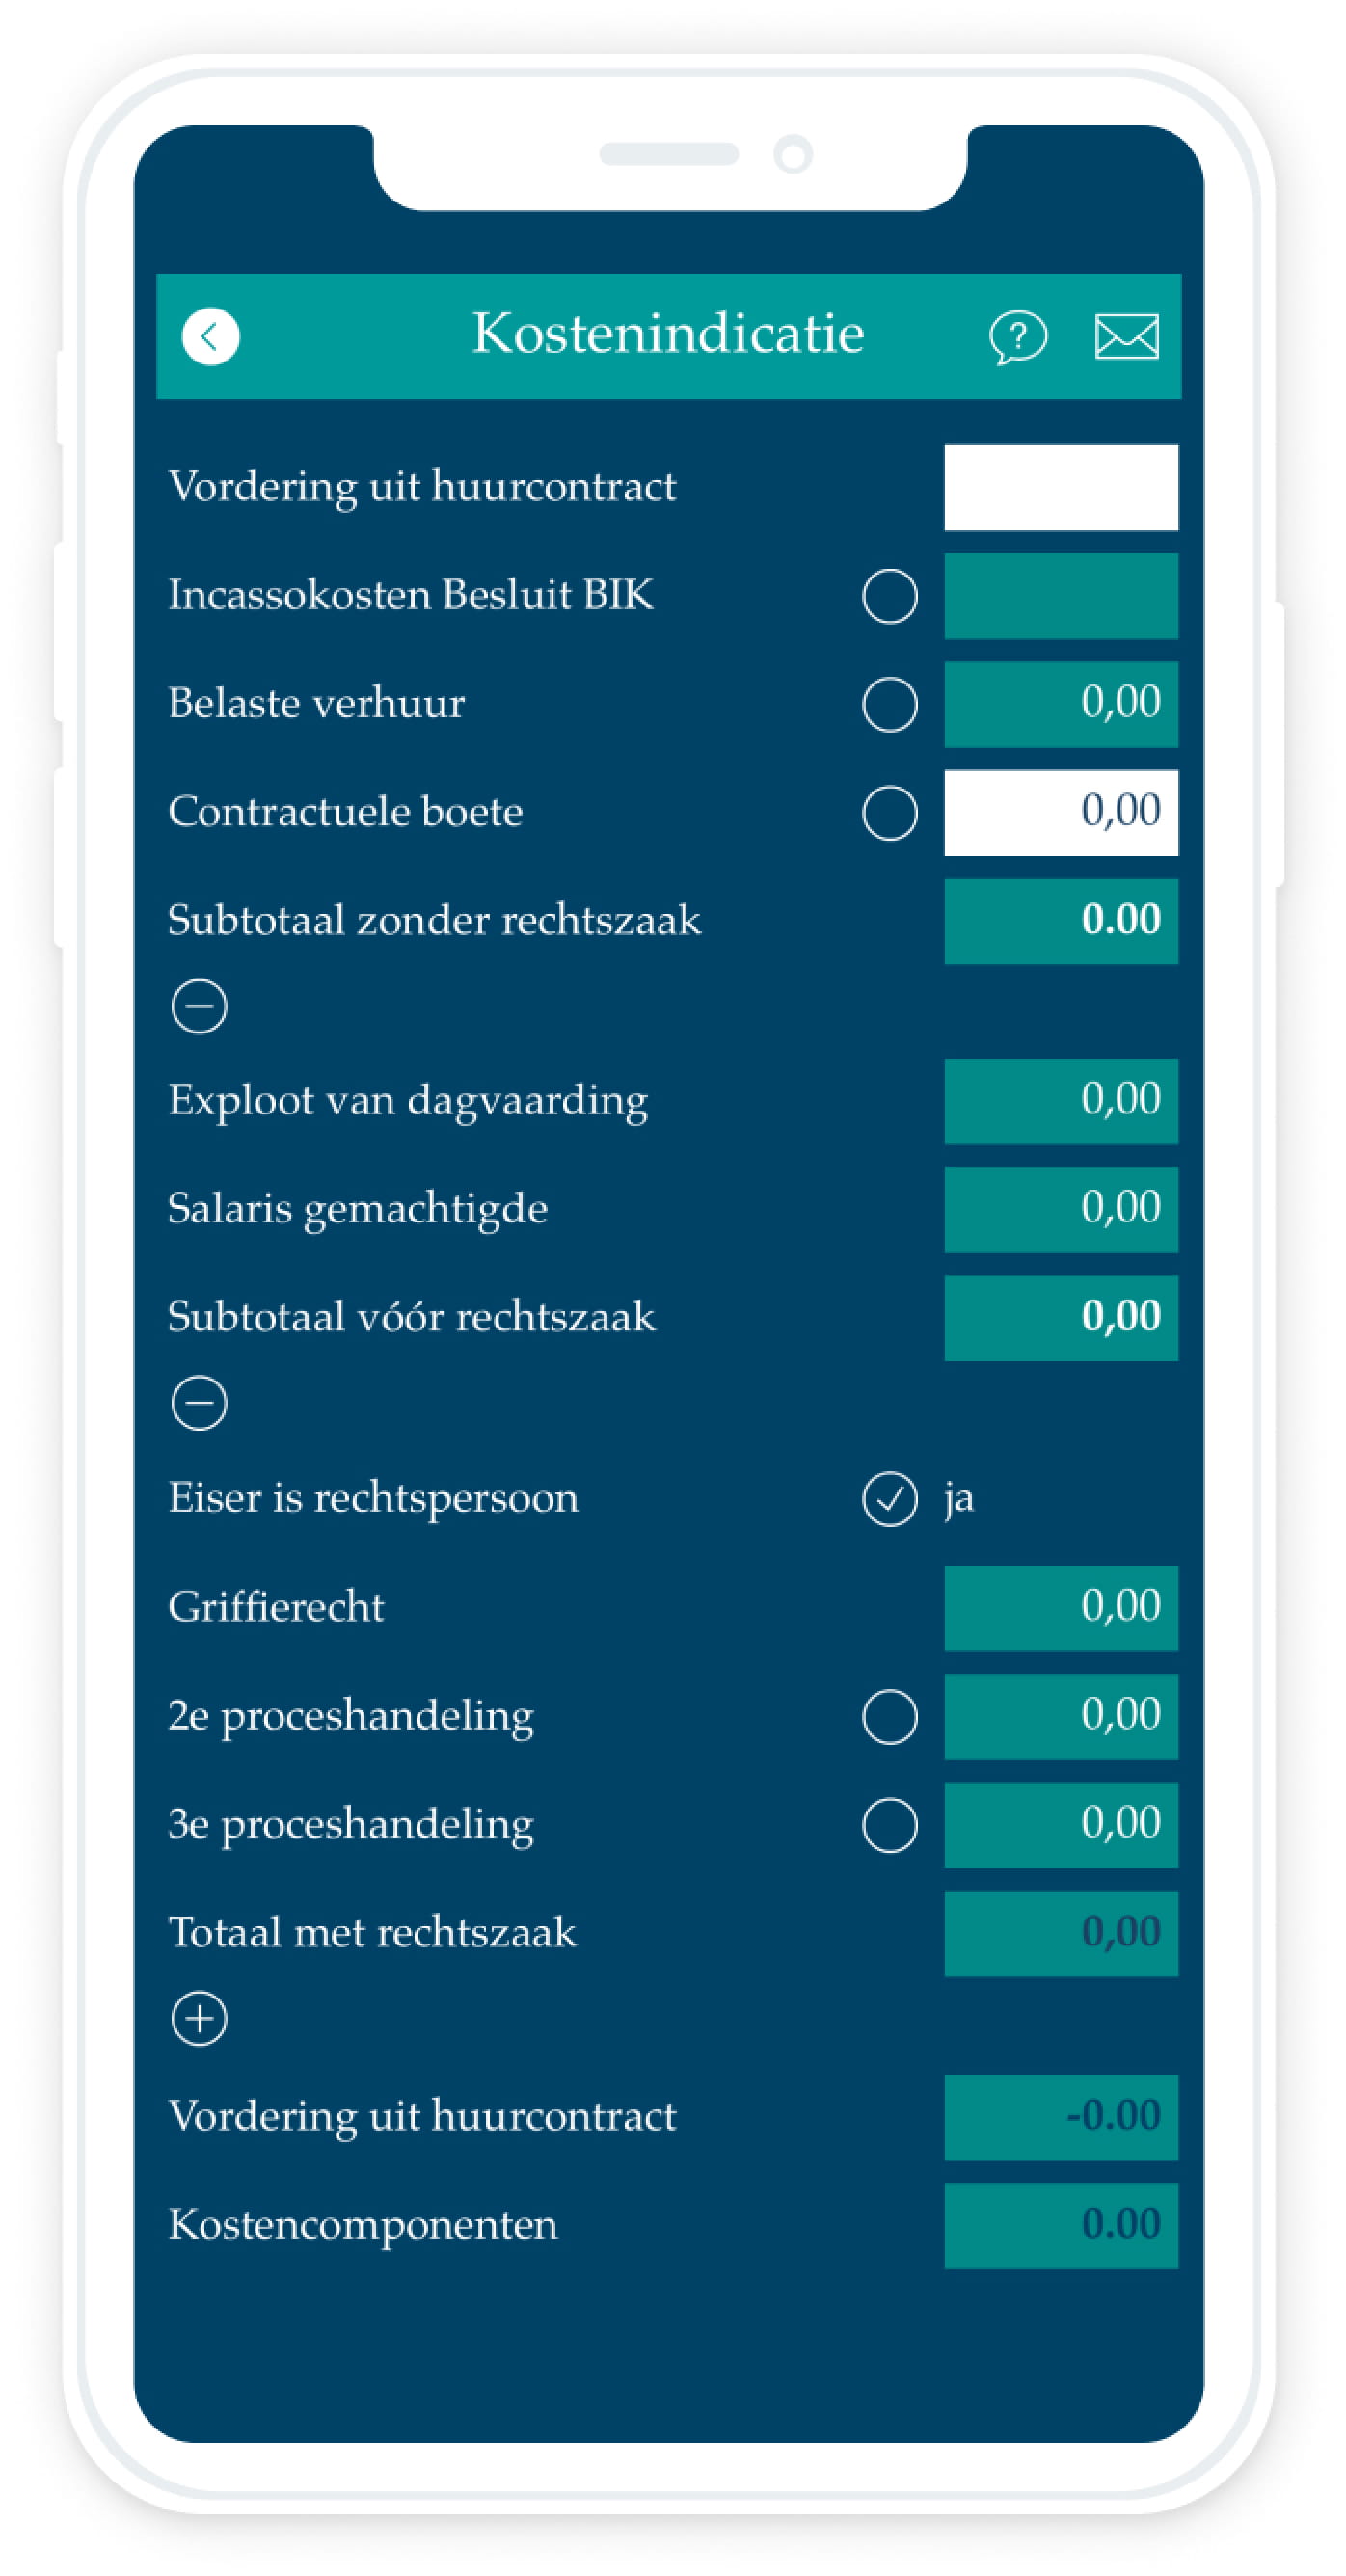 Kostenindicatie
Vordering uit huurcontract
Incassokosten Besluit BIK
Belaste verhuur 0,00
Contractuele boete 0,00
Subtotaal zonder rechtszaak 0.00
Exploot van dagvaarding 0,00
Salaris gemachtigde 0,00
Subtotaal vóór rechtszaak 0,00
Eiser is rechtspersoon ja
Griffierecht 0,00
2e proceshandeling 0,00
3e proceshandeling 0,00
Totaal met rechtszaak 0,00
Vordering uit huurcontract -0.00
Kostencomponenten 0.00